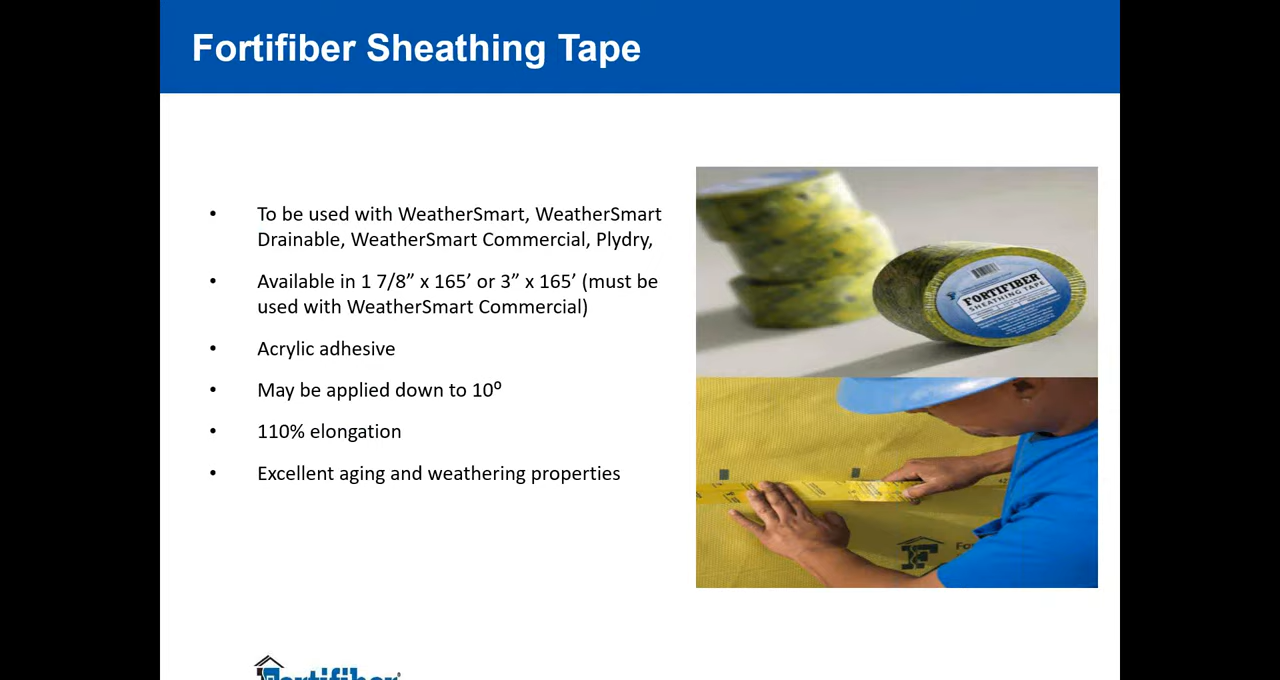 Fortifiber Sheathing Tape
• To be used with WeatherSmart, WeatherSmart
Drainable, WeatherSmart Commercial, Plydry,
• Available in 1 7/8” x 165’ or 3” x 165’ (must be
used with WeatherSmart Commercial)
• Acrylic adhesive
• May be applied down to 10⁰
• 110% elongation
• Excellent aging and weathering properties
FORTIFIBER
SHEATHING TAPE
Fortifiber